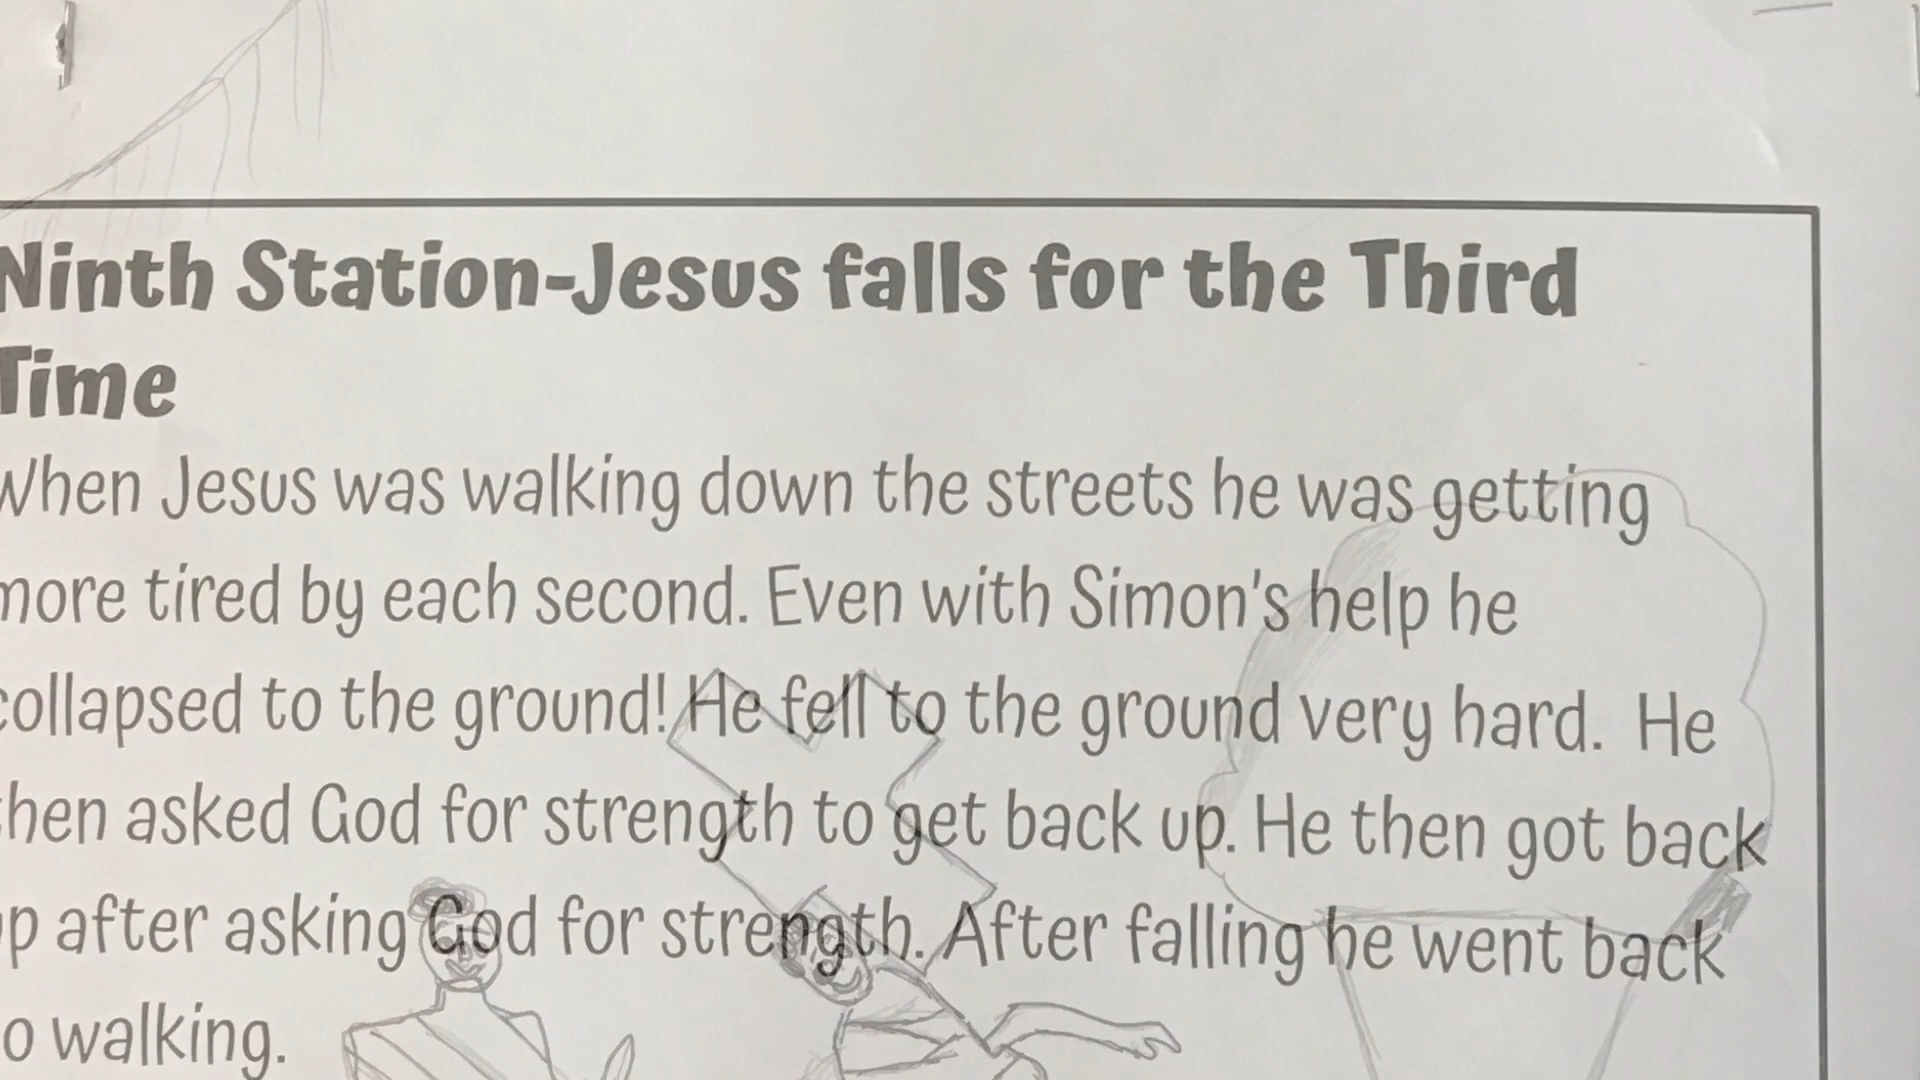 Ninth Station-Jesus falls for the Third
Time
When Jesus was walking down the streets he was getting
more tired by each second. Even with Simon's help he
collapsed to the ground! He fell to the ground very hard.  He
then asked God for strength to get back up. He then got back
up after asking God for strength. After falling he went back
to walking.